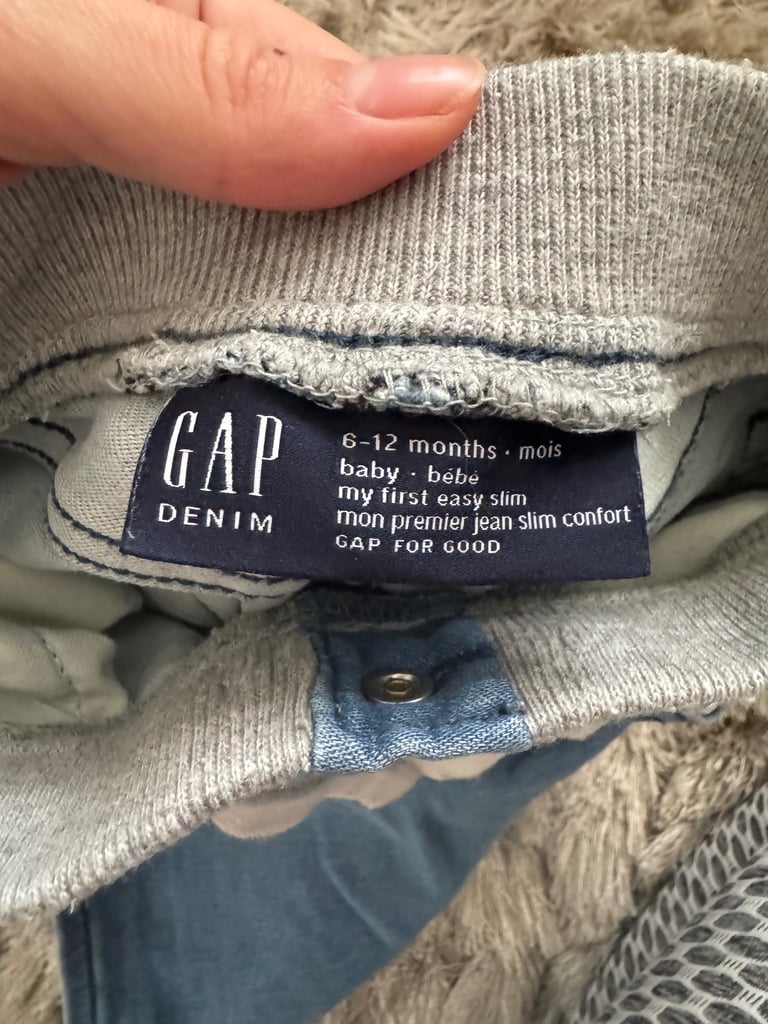 GAP
DENIM
6-12 months · mois
baby · bébé
my first easy slim
mon premier jean slim confort
GAP FOR GOOD